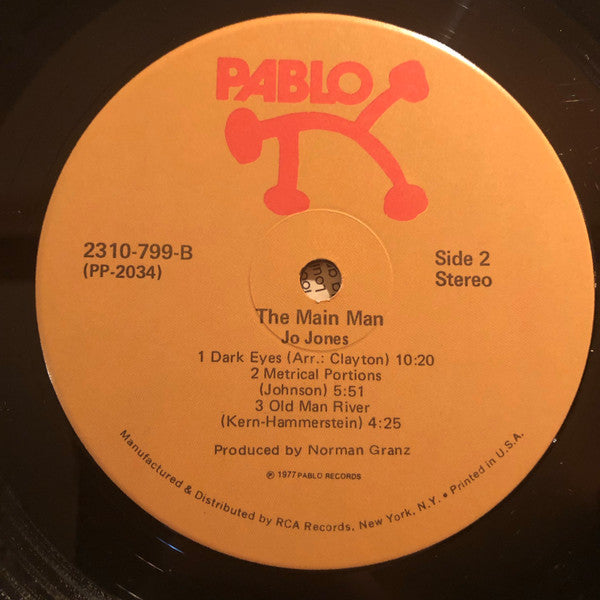 PABLO
2310-799-B
(PP-2034)
Side 2
Stereo
The Main Man
Jo Jones
1 Dark Eyes (Arr.: Clayton) 10:20
2 Metrical Portions
(Johnson) 5:51
3 Old Man River
(Kern-Hammerstein) 4:25
Produced by Norman Granz
℗ 1977 PABLO RECORDS
Manufactured & Distributed by RCA Records, New York, N.Y. • Printed in U.S.A.